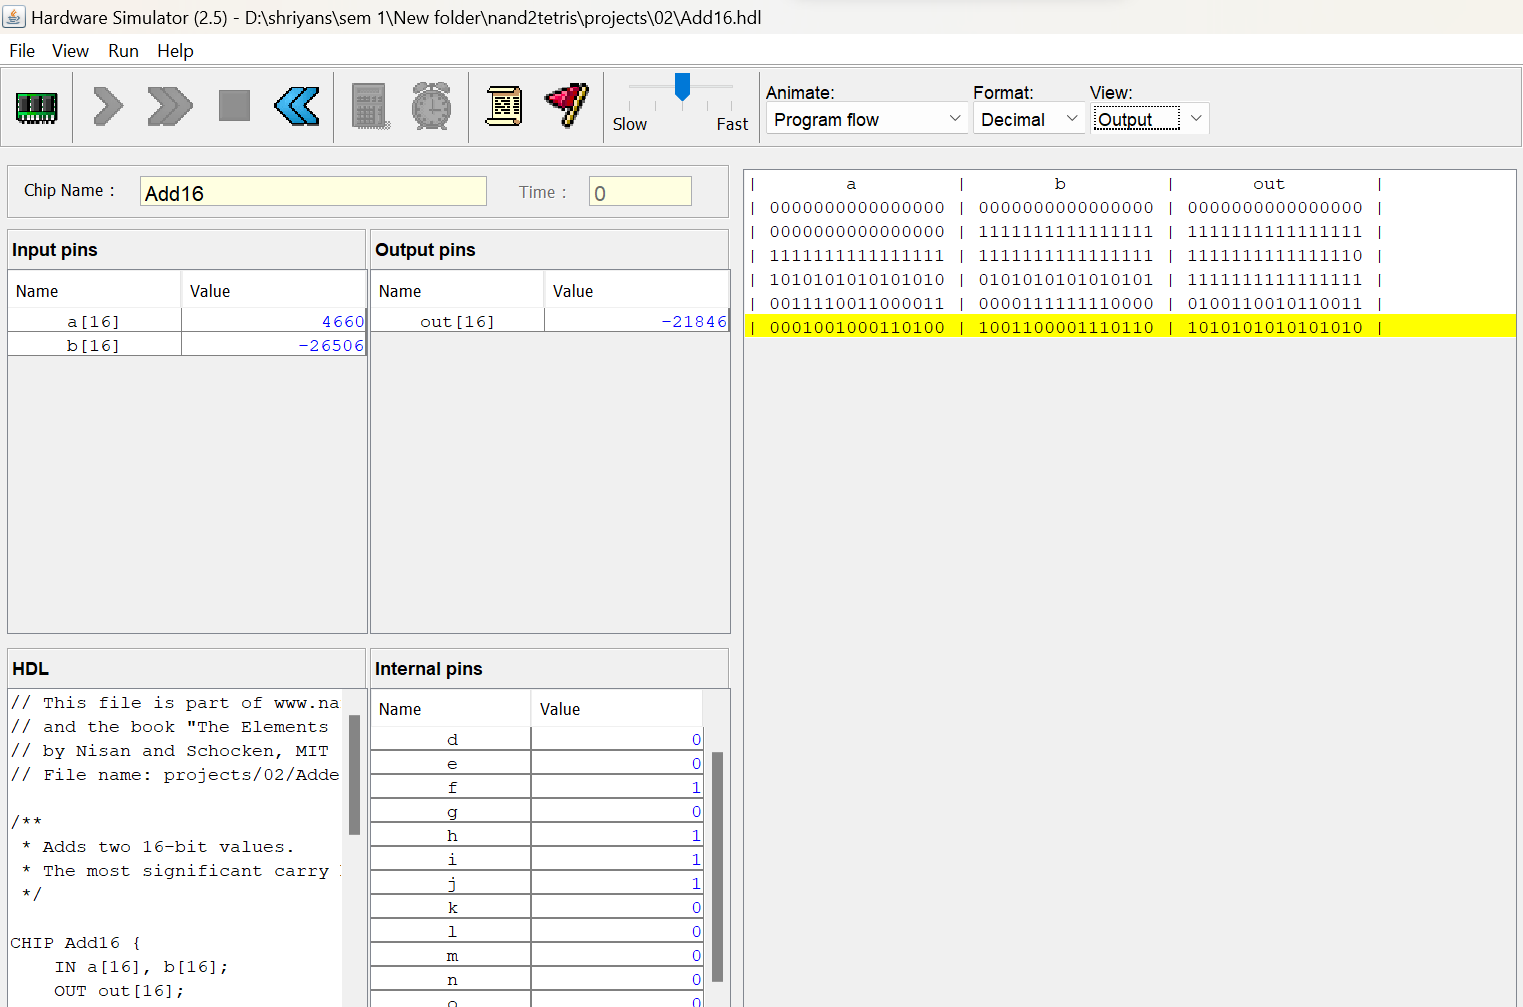 Hardware Simulator (2.5) - D:\shriyans\sem 1\New folder\nand2tetris\projects\02\Add16.hdl
File View Run Help
Slow Fast
Animate: Format: View:
Program flow Decimal Output
Chip Name : Add16 Time : 0
Input pins
Name Value
a[16] 4660
b[16] -26506
Output pins
Name Value
out[16] -21846
| a | b | out |
| 0000000000000000 | 0000000000000000 | 0000000000000000 |
| 0000000000000000 | 1111111111111111 | 1111111111111111 |
| 1111111111111111 | 1111111111111111 | 1111111111111110 |
| 1010101010101010 | 0101010101010101 | 1111111111111111 |
| 0011110011000011 | 0000111111110000 | 0100110010110011 |
| 0001001000110100 | 1001100001110110 | 1010101010101010 |
HDL
// This file is part of www.na
// and the book "The Elements
// by Nisan and Schocken, MIT
// File name: projects/02/Adde
/**
* Adds two 16-bit values.
* The most significant carry
*/
CHIP Add16 {
IN a[16], b[16];
OUT out[16];
Internal pins
Name Value
d 0
e 0
f 1
g 0
h 1
i 1
j 1
k 0
l 0
m 0
n 0
o 0